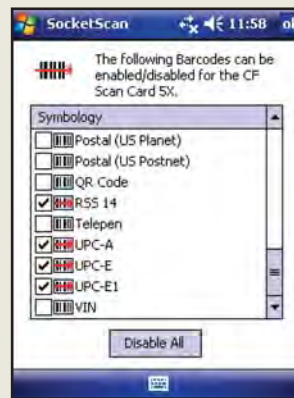 SocketScan 11:58 ok
The following Barcodes can be
enabled/disabled for the CF
Scan Card 5X.
Symbology
Postal (US Planet)
Postal (US Postnet)
QR Code
RSS 14
Telepen
UPC-A
UPC-E
UPC-E1
VIN
Disable All